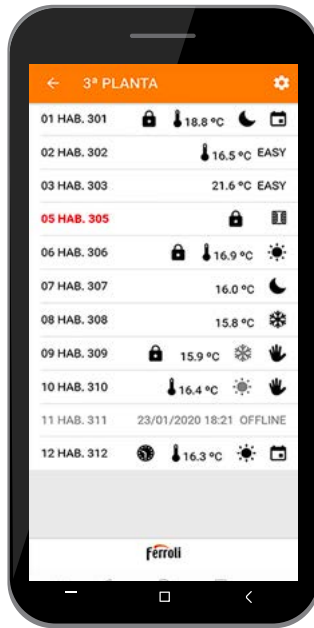 3ª PLANTA
01 HAB. 301 18.8 ºC
02 HAB. 302 16.5 ºC EASY
03 HAB. 303 21.6 ºC EASY
05 HAB. 305
06 HAB. 306 16.9 ºC
07 HAB. 307 16.0 ºC
08 HAB. 308 15.8 ºC
09 HAB. 309 15.9 ºC
10 HAB. 310 16.4 ºC
11 HAB. 311 23/01/2020 18:21 OFFLINE
12 HAB. 312 16.3 ºC
Ferroli